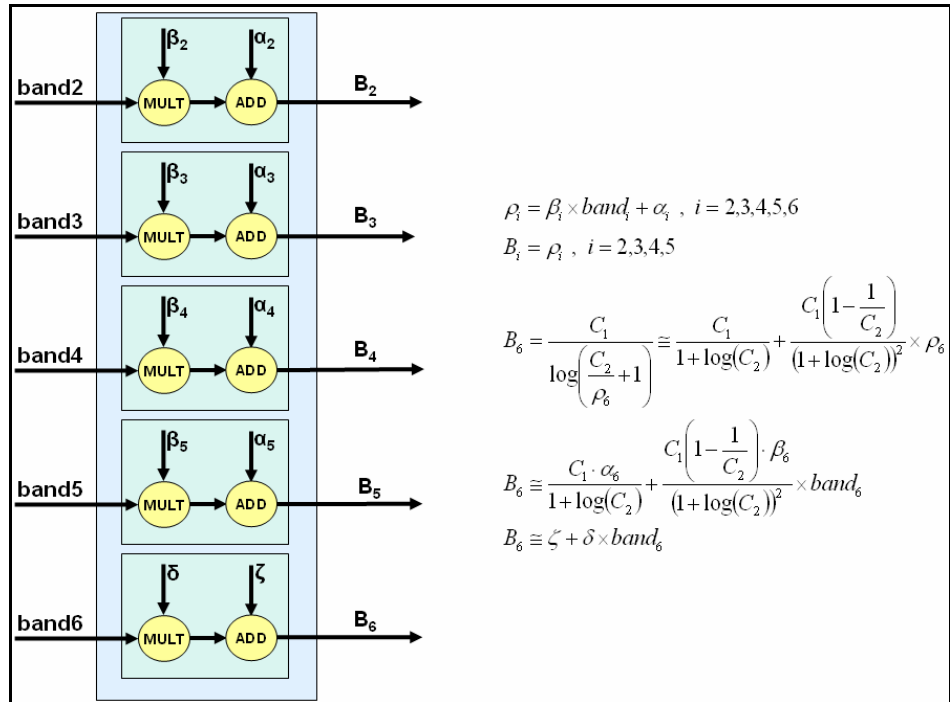 β₂ α₂
band2 MULT ADD B₂
β₃ α₃
band3 MULT ADD B₃
β₄ α₄
band4 MULT ADD B₄
β₅ α₅
band5 MULT ADD B₅
δ ζ
band6 MULT ADD B₆
ρᵢ = βᵢ × bandᵢ + αᵢ , i = 2,3,4,5,6
Bᵢ = ρᵢ , i = 2,3,4,5
B₆ = C₁ / log(C₂/ρ₆ + 1) ≅ C₁ / (1 + log(C₂)) + C₁(1 − 1/C₂) / (1 + log(C₂))² × ρ₆
B₆ ≅ C₁ · α₆ / (1 + log(C₂)) + C₁(1 − 1/C₂) · β₆ / (1 + log(C₂))² × band₆
B₆ ≅ ζ + δ × band₆